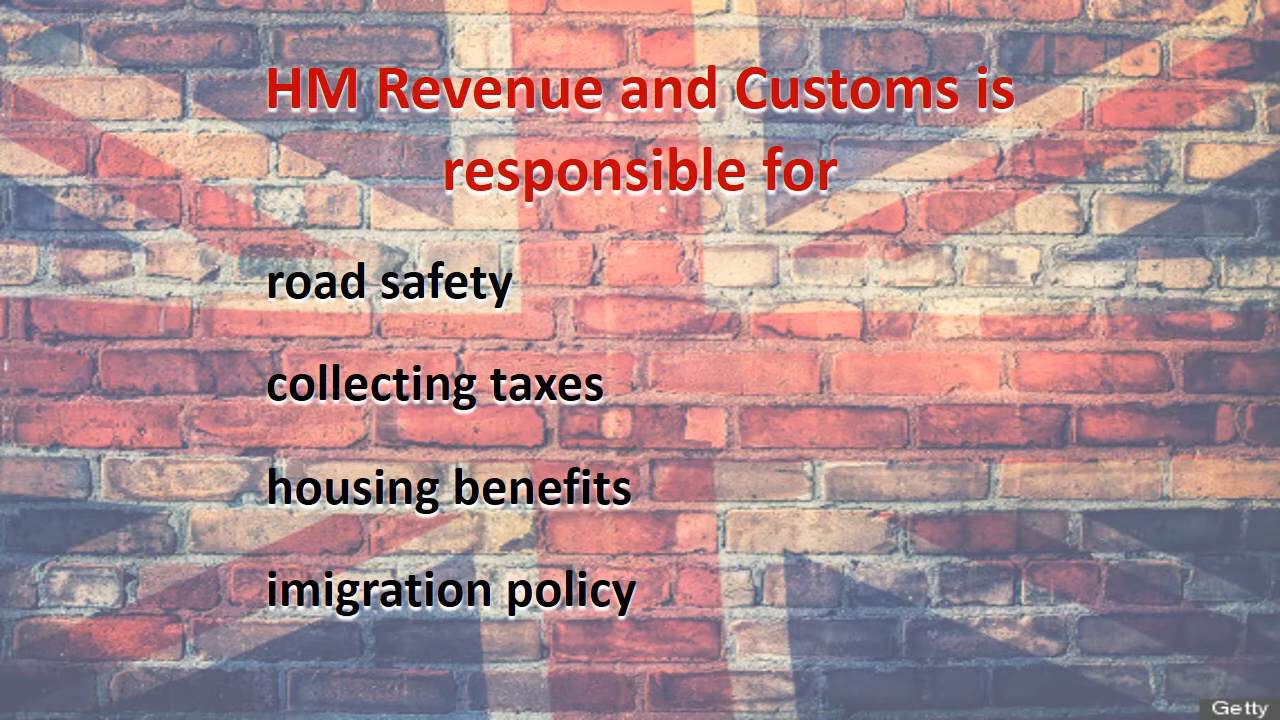 HM Revenue and Customs is
responsible for
road safety
collecting taxes
housing benefits
imigration policy
Getty